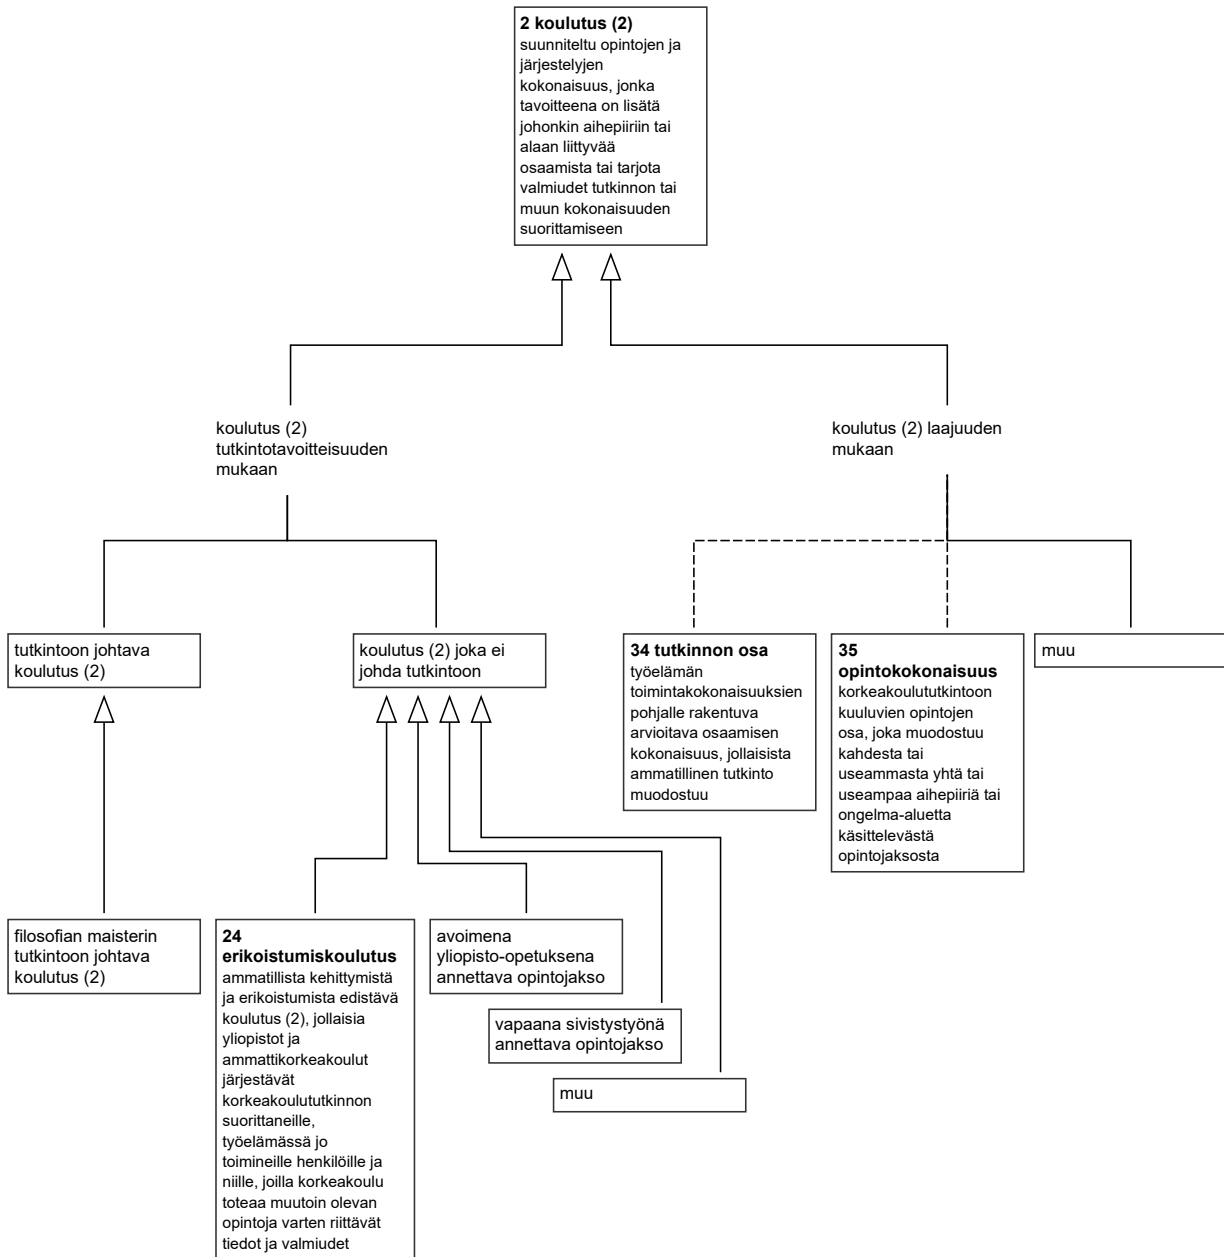 2 koulutus (2)
suunniteltu opintojen ja
järjestelyjen
kokonaisuus, jonka
tavoitteena on lisätä
johonkin aihepiiriin tai
alaan liittyvää
osaamista tai tarjota
valmiudet tutkinnon tai
muun kokonaisuuden
suorittamiseen
koulutus (2)
tutkintotavoitteisuuden
mukaan
koulutus (2) laajuuden
mukaan
tutkintoon johtava
koulutus (2)
koulutus (2) joka ei
johda tutkintoon
34 tutkinnon osa
työelämän
toimintakokonaisuuksien
pohjalle rakentuva
arvioitava osaamisen
kokonaisuus, jollaisista
ammatillinen tutkinto
muodostuu
35
opintokokonaisuus
korkeakoulututkintoon
kuuluvien opintojen
osa, joka muodostuu
kahdesta tai
useammasta yhtä tai
useampaa aihepiiriä tai
ongelma-aluetta
käsittelevästä
opintojaksosta
muu
filosofian maisterin
tutkintoon johtava
koulutus (2)
24
erikoistumiskoulutus
ammatillista kehittymistä
ja erikoistumista edistävä
koulutus (2), jollaisia
yliopistot ja
ammattikorkeakoulut
järjestävät
korkeakoulututkinnon
suorittaneille,
työelämässä jo
toimineille henkilöille ja
niille, joilla korkeakoulu
toteaa muutoin olevan
opintoja varten riittävät
tiedot ja valmiudet
avoimena
yliopisto-opetuksena
annettava opintojakso
vapaana sivistystyönä
annettava opintojakso
muu